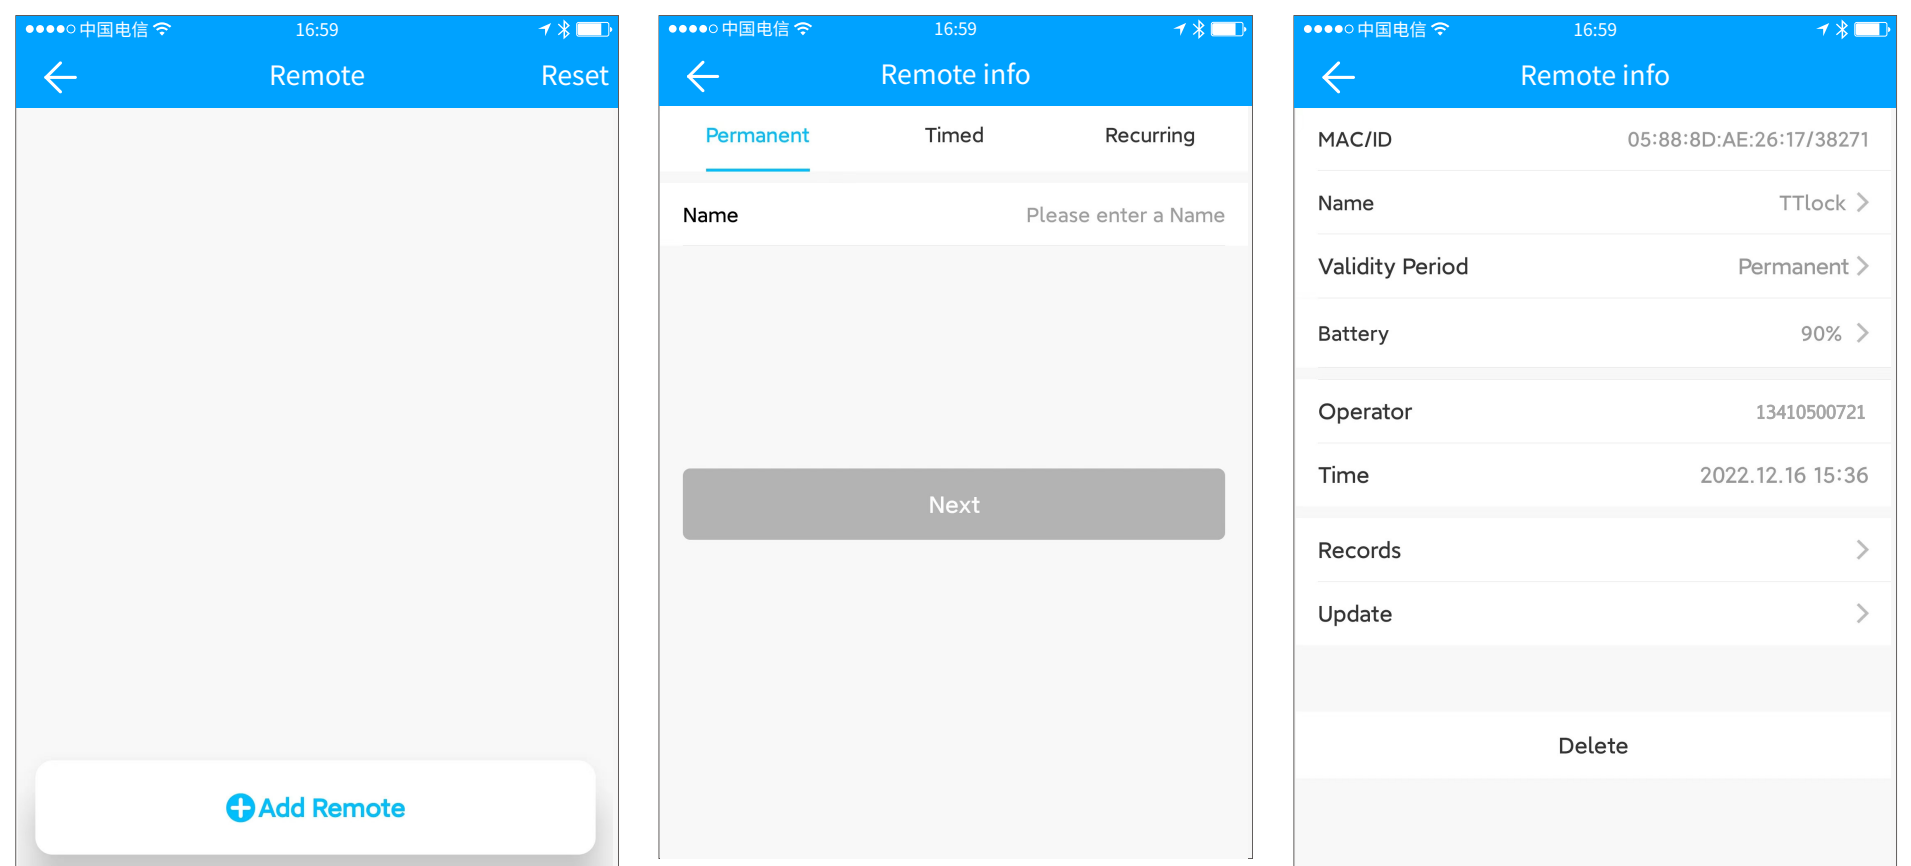 中国电信 16:59
Remote Reset
Add Remote
中国电信 16:59
Remote info
Permanent Timed Recurring
Name Please enter a Name
Next
中国电信 16:59
Remote info
MAC/ID 05:88:8D:AE:26:17/38271
Name TTlock
Validity Period Permanent
Battery 90%
Operator 13410500721
Time 2022.12.16 15:36
Records
Update
Delete